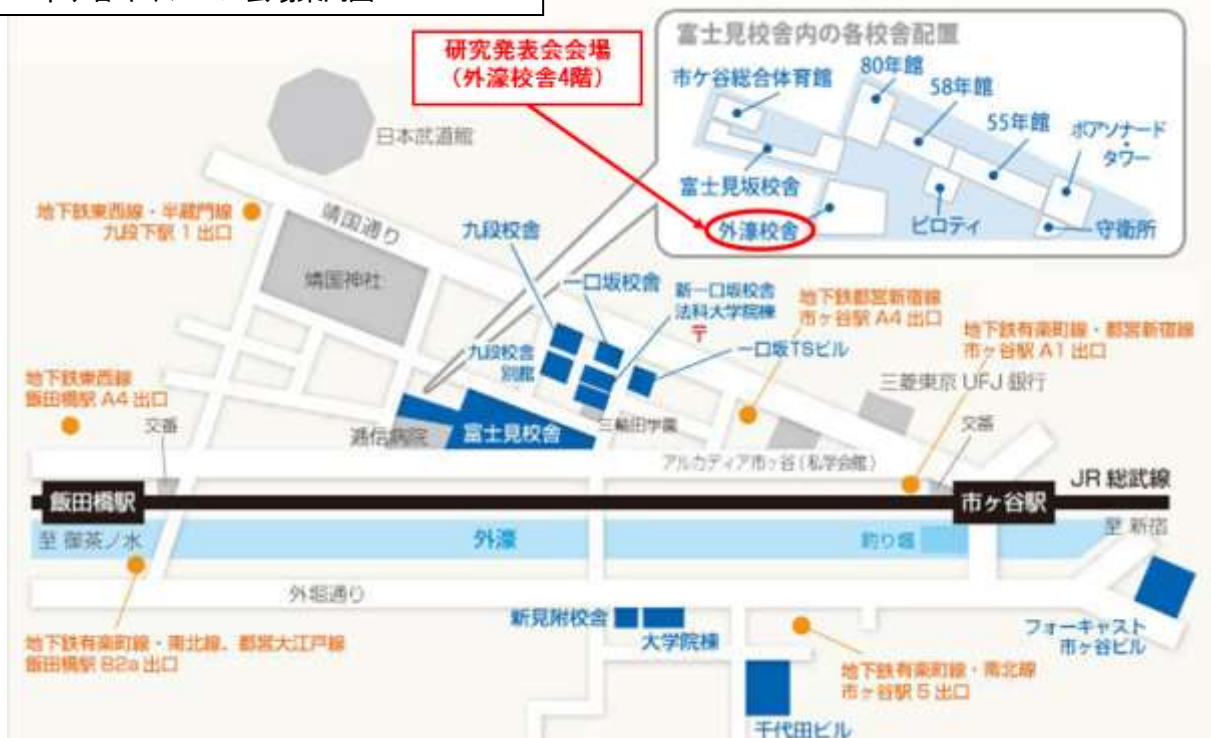 研究発表会会場
(外濠校舎4階)
富士見校舎内の各校舎配置
市ケ谷総合体育館
80年館
58年館
55年館
ボアソナード
・
タワー
富士見坂校舎
外濠校舎
ピロティ
守衛所
日本武道館
地下鉄東西線・半蔵門線
九段下駅 1 出口
靖国通り
九段校舎
靖国神社
一口坂校舎
新一口坂校舎
法科大学院棟
〒
地下鉄都営新宿線
市ヶ谷駅 A4 出口
地下鉄有楽町線・都営新宿線
市ヶ谷駅 A1 出口
九段校舎
別館
一口坂TSビル
三菱東京 UFJ 銀行
地下鉄東西線
飯田橋駅 A4 出口
交番
逓信病院
富士見校舎
三輪田学園
交番
アルカディア市ヶ谷(私学会館)
JR 総武線
飯田橋駅
市ヶ谷駅
至 御茶ノ水
外濠
釣り堀
至 新宿
外堀通り
新見附校舎
大学院棟
フォーキャスト
市ヶ谷ビル
地下鉄有楽町線・南北線、都営大江戸線
飯田橋駅 B2a 出口
地下鉄有楽町線・南北線
市ヶ谷駅 5 出口
千代田ビル